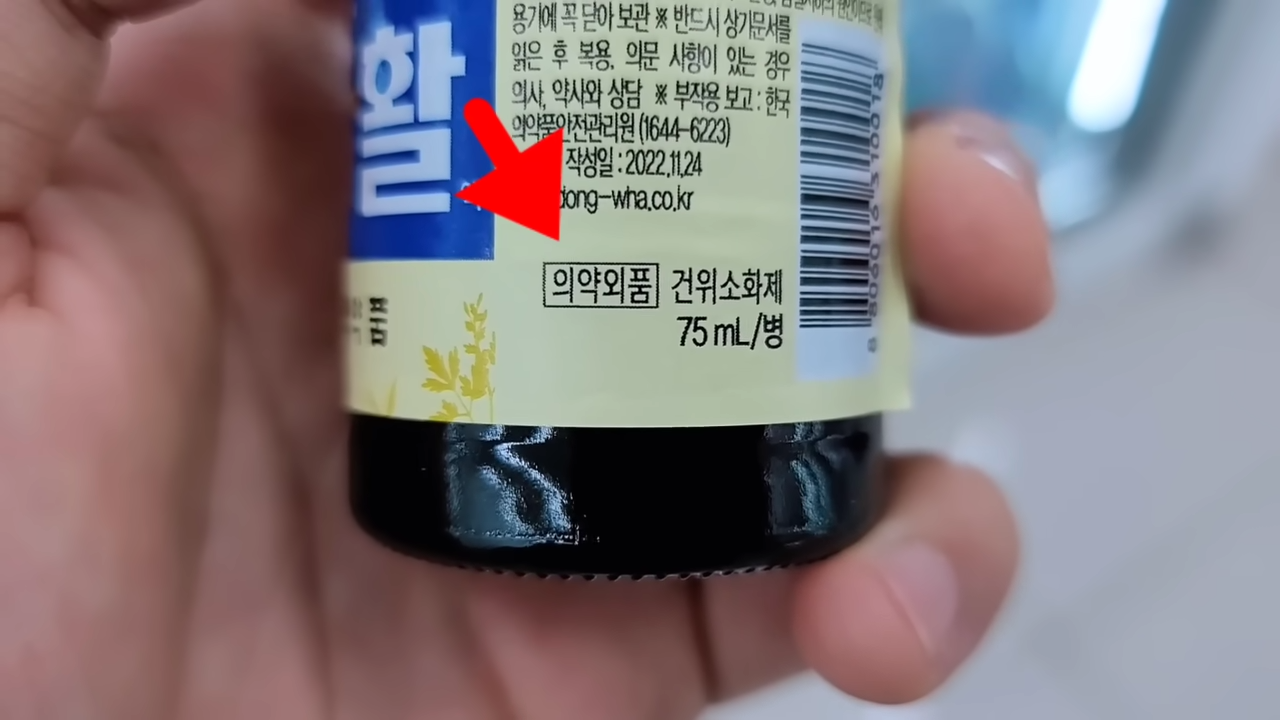 활
품
용기에 꼭 닫아 보관 ※ 반드시 상기문서를
읽은 후 복용. 의문 사항이 있는 경우
의사, 약사와 상담 ※ 부작용 보고 : 한국
의약품안전관리원 (1644-6223)
작성일 : 2022.11.24
dong-wha.co.kr
의약외품 건위소화제
75 mL/병
8 806016 310018